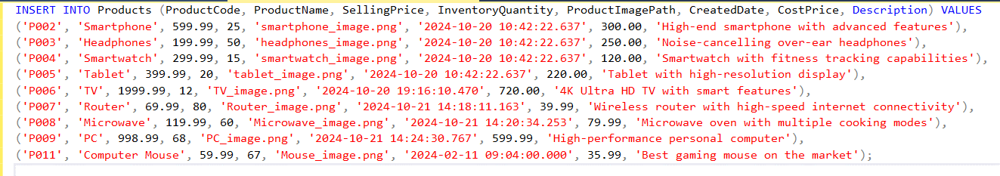 INSERT INTO Products (ProductCode, ProductName, SellingPrice, InventoryQuantity, ProductImagePath, CreatedDate, CostPrice, Description) VALUES
('P002', 'Smartphone', 599.99, 25, 'smartphone_image.png', '2024-10-20 10:42:22.637', 300.00, 'High-end smartphone with advanced features'),
('P003', 'Headphones', 199.99, 50, 'headphones_image.png', '2024-10-20 10:42:22.637', 250.00, 'Noise-cancelling over-ear headphones'),
('P004', 'Smartwatch', 299.99, 15, 'smartwatch_image.png', '2024-10-20 10:42:22.637', 120.00, 'Smartwatch with fitness tracking capabilities'),
('P005', 'Tablet', 399.99, 20, 'tablet_image.png', '2024-10-20 10:42:22.637', 220.00, 'Tablet with high-resolution display'),
('P006', 'TV', 1999.99, 12, 'TV_image.png', '2024-10-20 19:16:10.470', 720.00, '4K Ultra HD TV with smart features'),
('P007', 'Router', 69.99, 80, 'Router_image.png', '2024-10-21 14:18:11.163', 39.99, 'Wireless router with high-speed internet connectivity'),
('P008', 'Microwave', 119.99, 60, 'Microwave_image.png', '2024-10-21 14:20:34.253', 79.99, 'Microwave oven with multiple cooking modes'),
('P009', 'PC', 998.99, 68, 'PC_image.png', '2024-10-21 14:24:30.767', 599.99, 'High-performance personal computer'),
('P011', 'Computer Mouse', 59.99, 67, 'Mouse_image.png', '2024-02-11 09:04:00.000', 35.99, 'Best gaming mouse on the market');